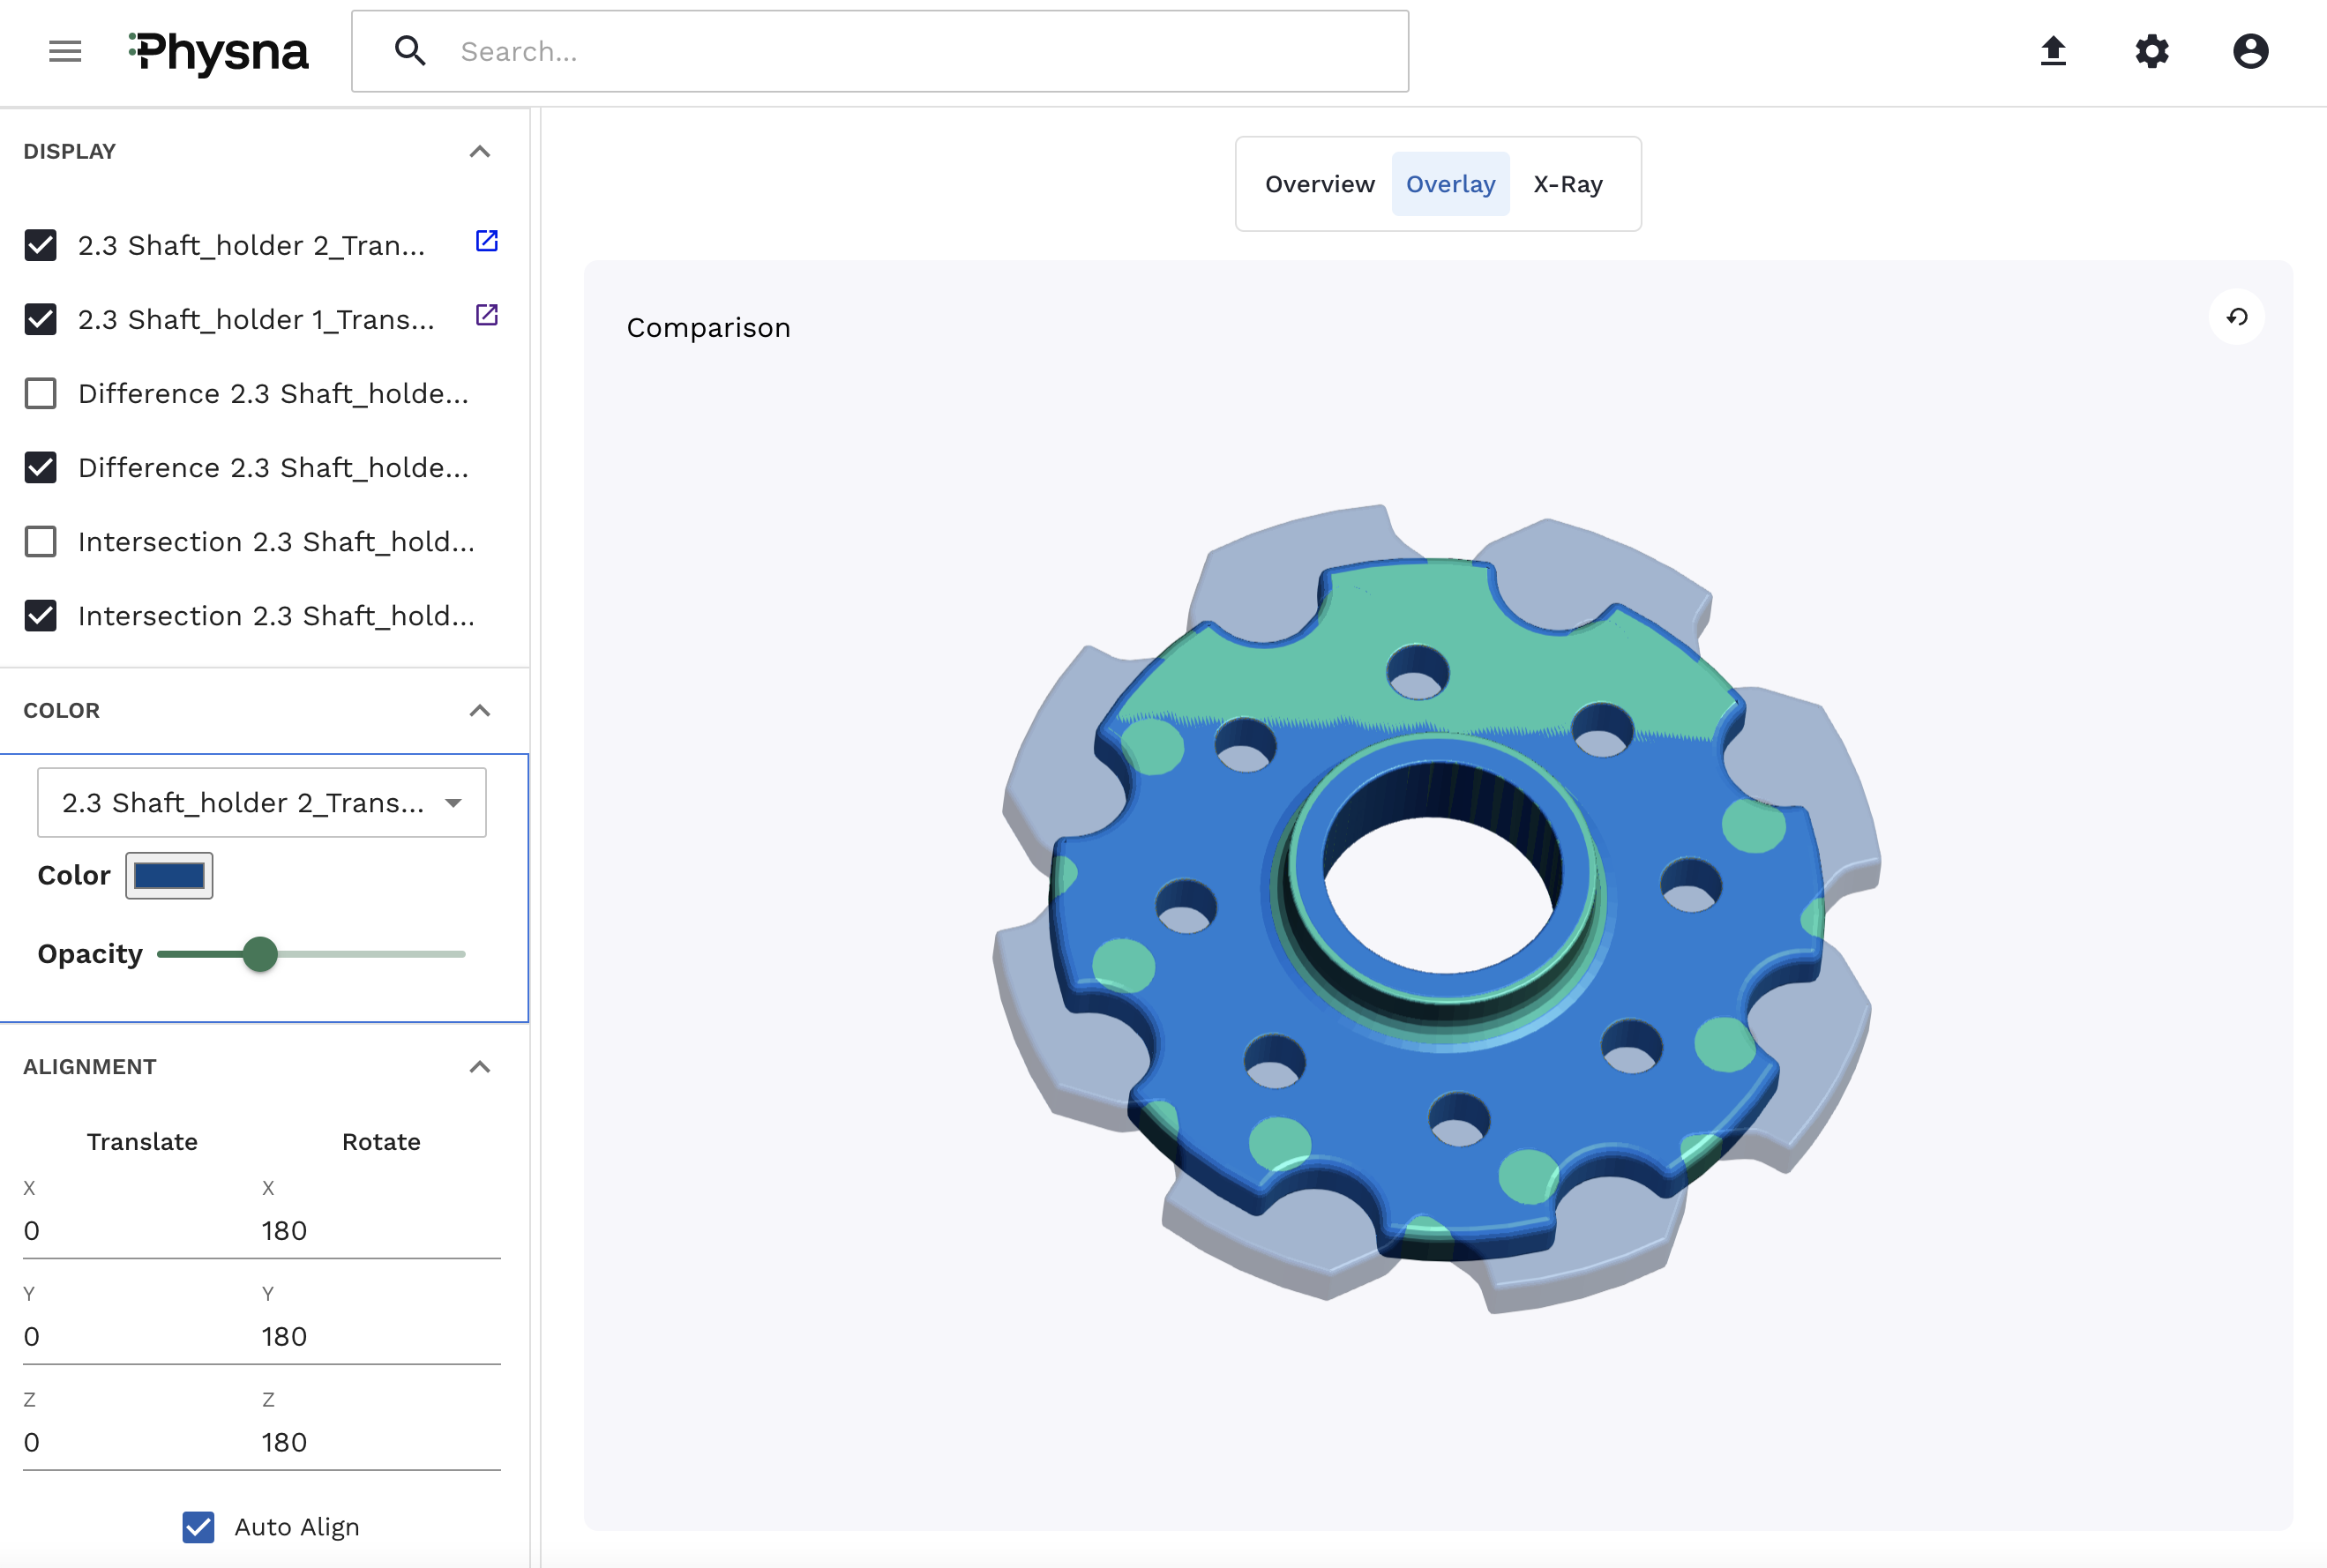 Physna
Search...
DISPLAY
2.3 Shaft_holder 2_Tran...
2.3 Shaft_holder 1_Trans...
Difference 2.3 Shaft_holde...
Difference 2.3 Shaft_holde...
Intersection 2.3 Shaft_hold...
Intersection 2.3 Shaft_hold...
COLOR
2.3 Shaft_holder 2_Trans...
Color
Opacity
ALIGNMENT
Translate Rotate
X X
0 180
Y Y
0 180
Z Z
0 180
Auto Align
Overview Overlay X-Ray
Comparison